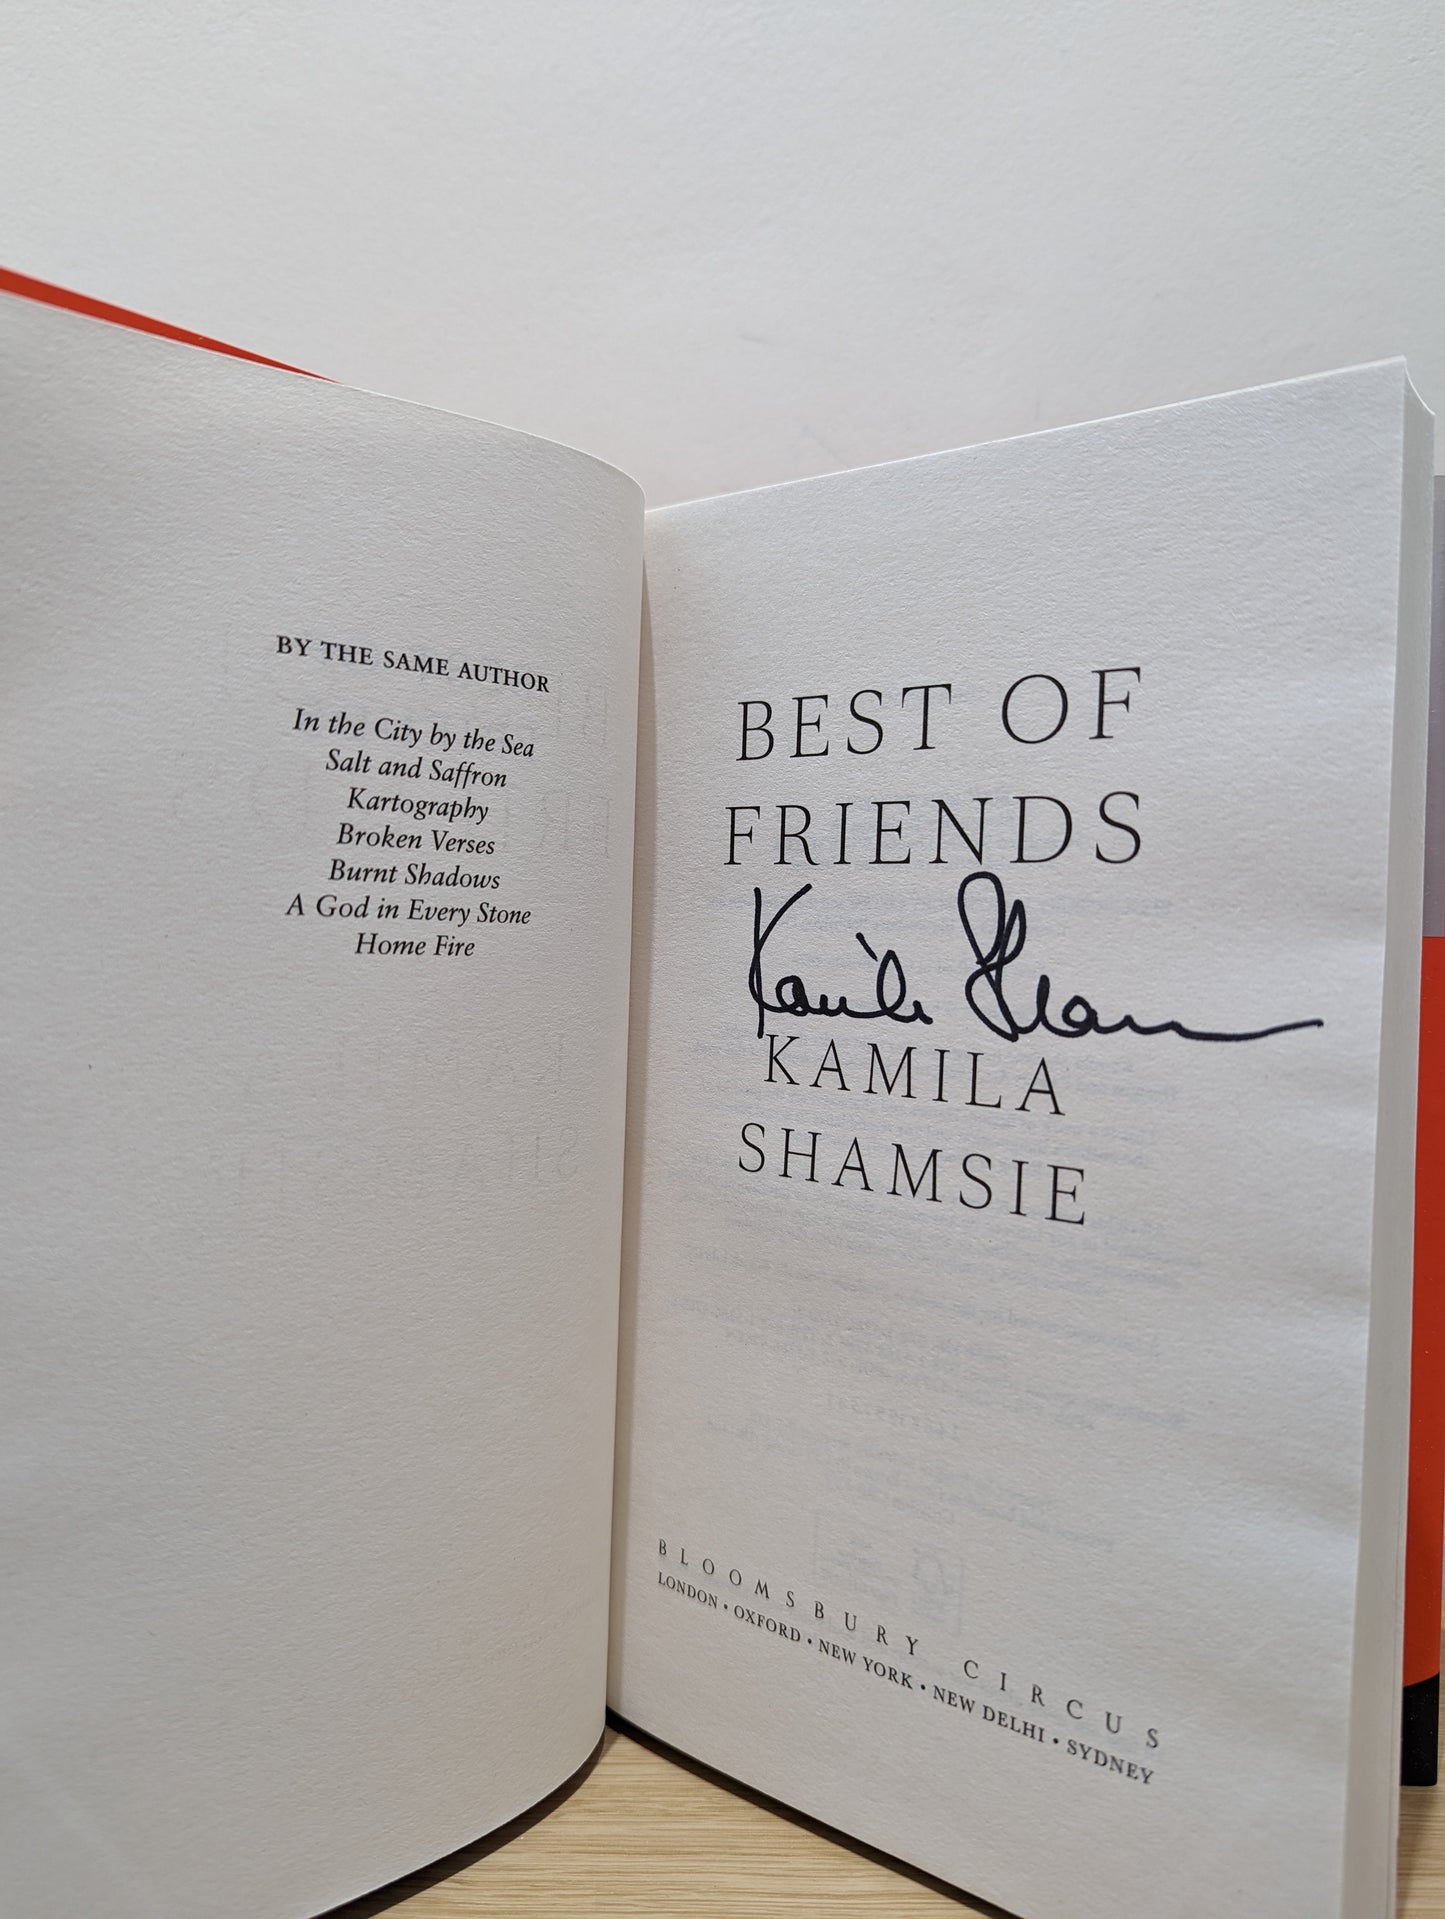 BY THE SAME AUTHOR
In the City by the Sea
Salt and Saffron
Kartography
Broken Verses
Burnt Shadows
A God in Every Stone
Home Fire
BEST OF
FRIENDS
Kamila Shamsie
KAMILA
SHAMSIE
BLOOMSBURY CIRCUS
LONDON • OXFORD • NEW YORK • NEW DELHI • SYDNEY